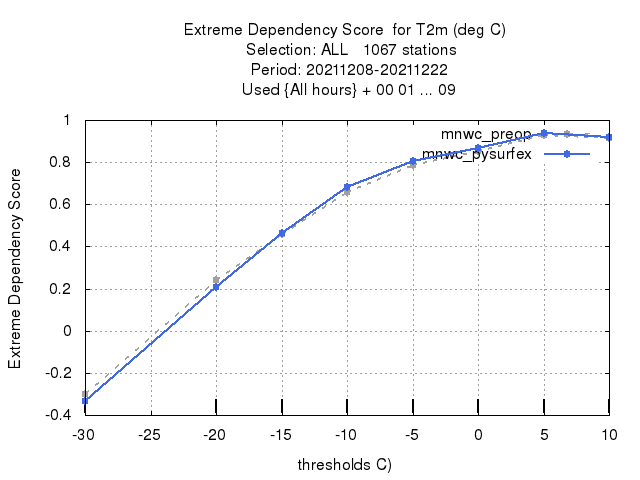 Extreme Dependency Score  for T2m (deg C)
Selection: ALL   1067 stations
Period: 20211208-20211222
Used {All hours} + 00 01 ... 09
Extreme Dependency Score
1
0.8
0.6
0.4
0.2
0
-0.2
-0.4
mnwc_preop
mnwc_pysurfex
-30 -25 -20 -15 -10 -5 0 5 10
thresholds C)